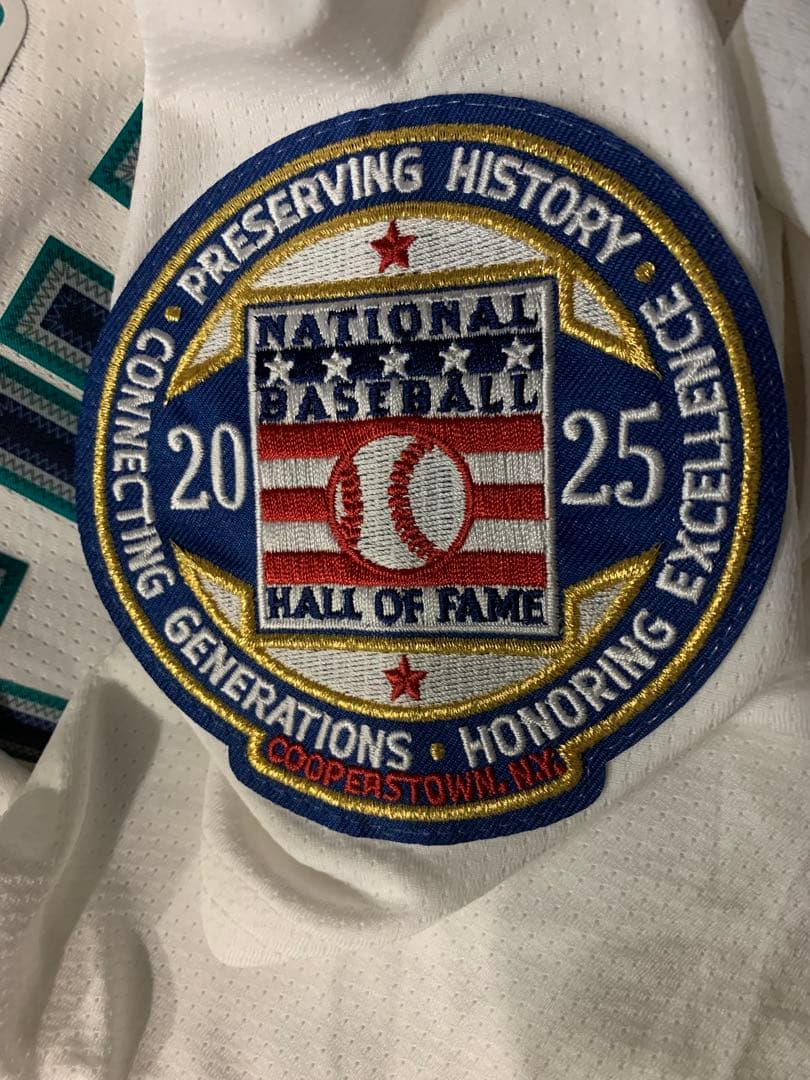 PRESERVING HISTORY
• HONORING EXCELLENCE •
CONNECTING GENERATIONS •
NATIONAL
BASEBALL
20 25
HALL OF FAME
COOPERSTOWN, N.Y.